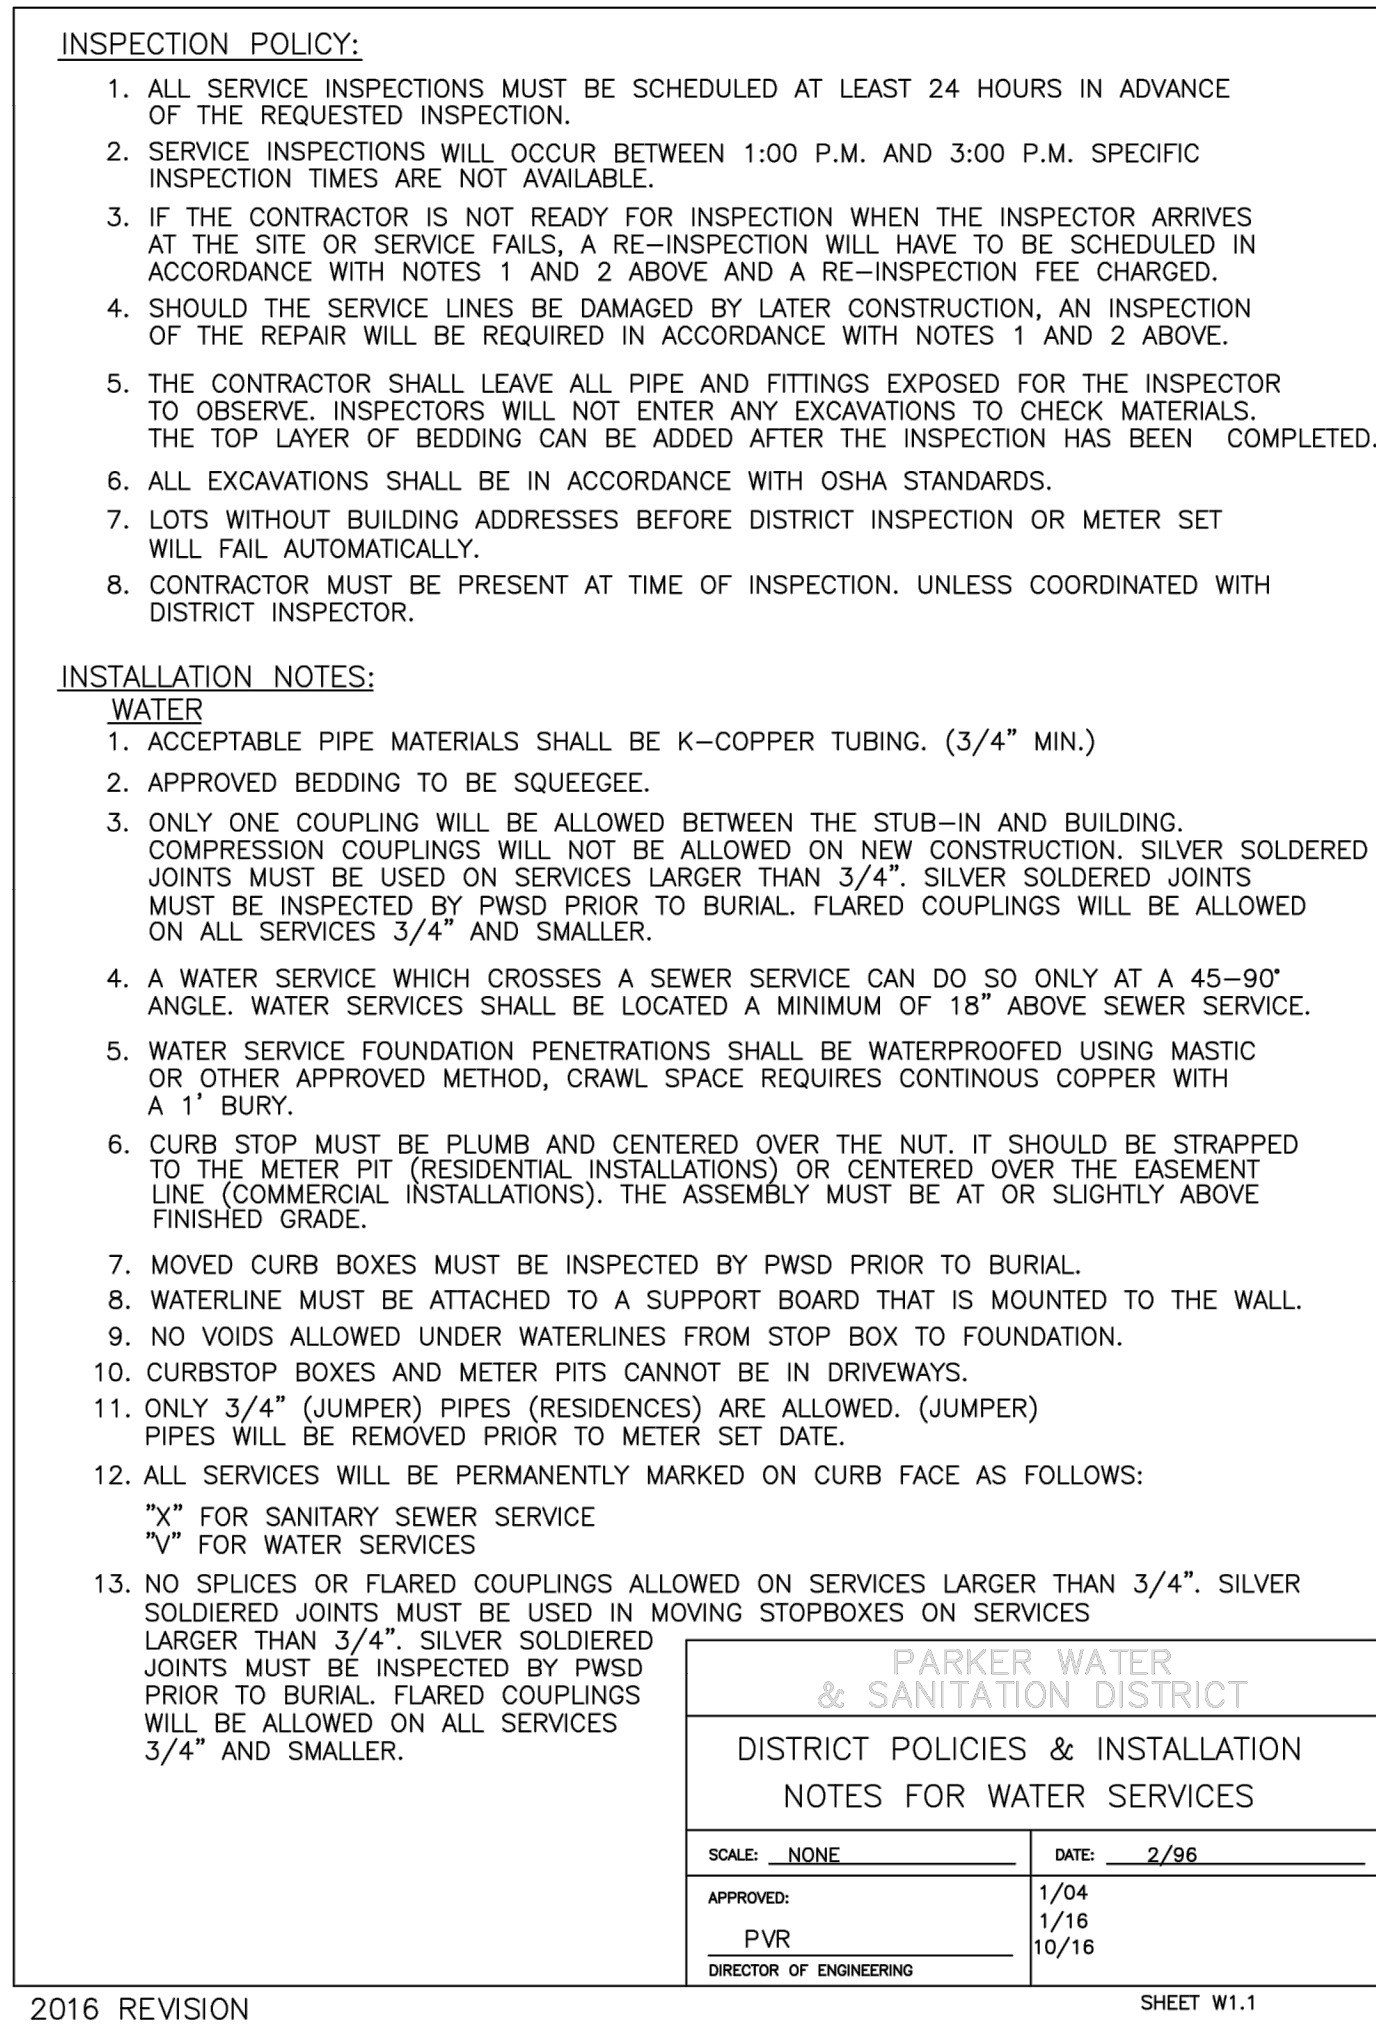 INSPECTION POLICY:
1. ALL SERVICE INSPECTIONS MUST BE SCHEDULED AT LEAST 24 HOURS IN ADVANCE
OF THE REQUESTED INSPECTION.
2. SERVICE INSPECTIONS WILL OCCUR BETWEEN 1:00 P.M. AND 3:00 P.M. SPECIFIC
INSPECTION TIMES ARE NOT AVAILABLE.
3. IF THE CONTRACTOR IS NOT READY FOR INSPECTION WHEN THE INSPECTOR ARRIVES
AT THE SITE OR SERVICE FAILS, A RE–INSPECTION WILL HAVE TO BE SCHEDULED IN
ACCORDANCE WITH NOTES 1 AND 2 ABOVE AND A RE–INSPECTION FEE CHARGED.
4. SHOULD THE SERVICE LINES BE DAMAGED BY LATER CONSTRUCTION, AN INSPECTION
OF THE REPAIR WILL BE REQUIRED IN ACCORDANCE WITH NOTES 1 AND 2 ABOVE.
5. THE CONTRACTOR SHALL LEAVE ALL PIPE AND FITTINGS EXPOSED FOR THE INSPECTOR
TO OBSERVE. INSPECTORS WILL NOT ENTER ANY EXCAVATIONS TO CHECK MATERIALS.
THE TOP LAYER OF BEDDING CAN BE ADDED AFTER THE INSPECTION HAS BEEN COMPLETED.
6. ALL EXCAVATIONS SHALL BE IN ACCORDANCE WITH OSHA STANDARDS.
7. LOTS WITHOUT BUILDING ADDRESSES BEFORE DISTRICT INSPECTION OR METER SET
WILL FAIL AUTOMATICALLY.
8. CONTRACTOR MUST BE PRESENT AT TIME OF INSPECTION. UNLESS COORDINATED WITH
DISTRICT INSPECTOR.
INSTALLATION NOTES:
WATER
1. ACCEPTABLE PIPE MATERIALS SHALL BE K–COPPER TUBING. (3/4” MIN.)
2. APPROVED BEDDING TO BE SQUEEGEE.
3. ONLY ONE COUPLING WILL BE ALLOWED BETWEEN THE STUB–IN AND BUILDING.
COMPRESSION COUPLINGS WILL NOT BE ALLOWED ON NEW CONSTRUCTION. SILVER SOLDERED
JOINTS MUST BE USED ON SERVICES LARGER THAN 3/4”. SILVER SOLDERED JOINTS
MUST BE INSPECTED BY PWSD PRIOR TO BURIAL. FLARED COUPLINGS WILL BE ALLOWED
ON ALL SERVICES 3/4” AND SMALLER.
4. A WATER SERVICE WHICH CROSSES A SEWER SERVICE CAN DO SO ONLY AT A 45–90°
ANGLE. WATER SERVICES SHALL BE LOCATED A MINIMUM OF 18” ABOVE SEWER SERVICE.
5. WATER SERVICE FOUNDATION PENETRATIONS SHALL BE WATERPROOFED USING MASTIC
OR OTHER APPROVED METHOD, CRAWL SPACE REQUIRES CONTINOUS COPPER WITH
A 1’ BURY.
6. CURB STOP MUST BE PLUMB AND CENTERED OVER THE NUT. IT SHOULD BE STRAPPED
TO THE METER PIT (RESIDENTIAL INSTALLATIONS) OR CENTERED OVER THE EASEMENT
LINE (COMMERCIAL INSTALLATIONS). THE ASSEMBLY MUST BE AT OR SLIGHTLY ABOVE
FINISHED GRADE.
7. MOVED CURB BOXES MUST BE INSPECTED BY PWSD PRIOR TO BURIAL.
8. WATERLINE MUST BE ATTACHED TO A SUPPORT BOARD THAT IS MOUNTED TO THE WALL.
9. NO VOIDS ALLOWED UNDER WATERLINES FROM STOP BOX TO FOUNDATION.
10. CURBSTOP BOXES AND METER PITS CANNOT BE IN DRIVEWAYS.
11. ONLY 3/4” (JUMPER) PIPES (RESIDENCES) ARE ALLOWED. (JUMPER)
PIPES WILL BE REMOVED PRIOR TO METER SET DATE.
12. ALL SERVICES WILL BE PERMANENTLY MARKED ON CURB FACE AS FOLLOWS:
”X” FOR SANITARY SEWER SERVICE
”V” FOR WATER SERVICES
13. NO SPLICES OR FLARED COUPLINGS ALLOWED ON SERVICES LARGER THAN 3/4”. SILVER
SOLDIERED JOINTS MUST BE USED IN MOVING STOPBOXES ON SERVICES
LARGER THAN 3/4”. SILVER SOLDIERED
JOINTS MUST BE INSPECTED BY PWSD
PRIOR TO BURIAL. FLARED COUPLINGS
WILL BE ALLOWED ON ALL SERVICES
3/4” AND SMALLER.
PARKER WATER
& SANITATION DISTRICT
DISTRICT POLICIES & INSTALLATION
NOTES FOR WATER SERVICES
SCALE: NONE
DATE: 2/96
APPROVED:
PVR
DIRECTOR OF ENGINEERING
1/04
1/16
10/16
2016 REVISION
SHEET W1.1